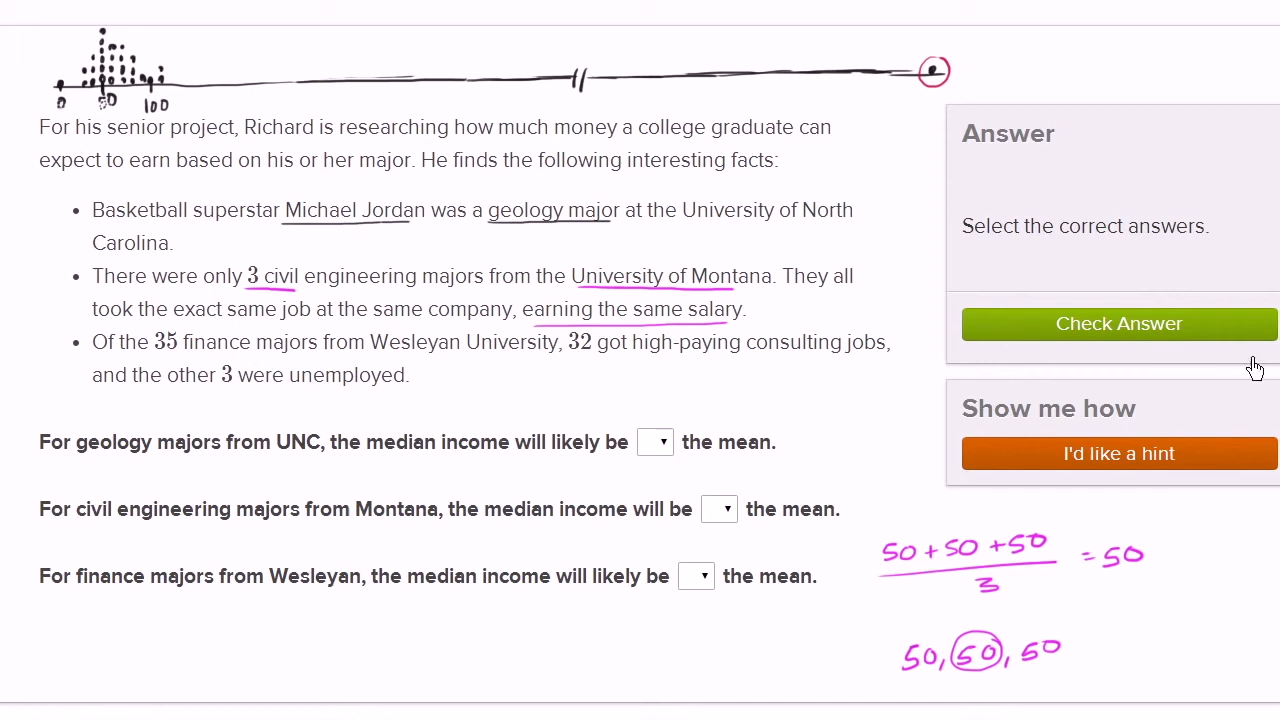 0 50 100
For his senior project, Richard is researching how much money a college graduate can
expect to earn based on his or her major. He finds the following interesting facts:
• Basketball superstar Michael Jordan was a geology major at the University of North
Carolina.
• There were only 3 civil engineering majors from the University of Montana. They all
took the exact same job at the same company, earning the same salary.
• Of the 35 finance majors from Wesleyan University, 32 got high-paying consulting jobs,
and the other 3 were unemployed.
For geology majors from UNC, the median income will likely be the mean.
For civil engineering majors from Montana, the median income will be the mean.
For finance majors from Wesleyan, the median income will likely be the mean.
Answer
Select the correct answers.
Check Answer
Show me how
I'd like a hint
50 + 50 + 50
= 50
3
50, 50, 50